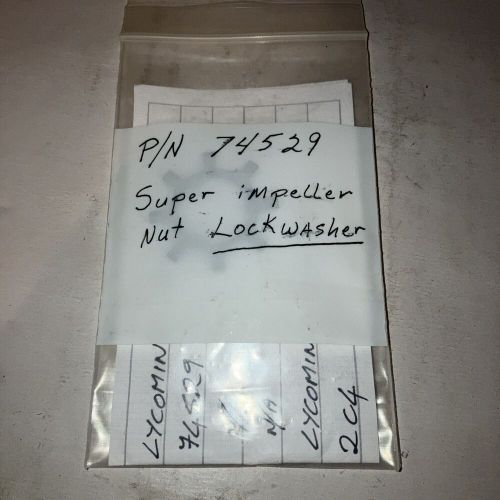 P/N 74529
Super impeller
Nut Lockwasher
LYCOMIN
74529
N/A
LYCOMIN
2C4